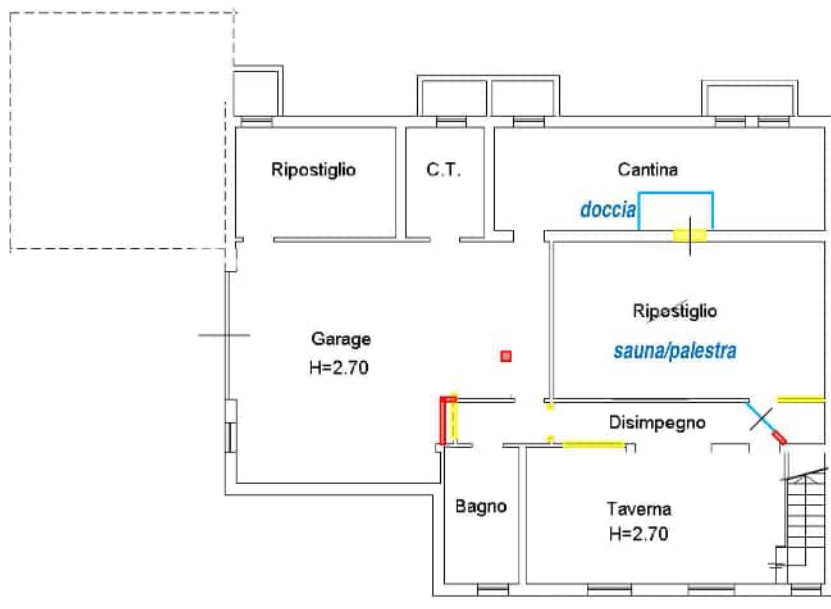 Ripostiglio
C.T.
Cantina
doccia
Ripostiglio
sauna/palestra
Garage
H=2.70
Disimpegno
Bagno
Taverna
H=2.70